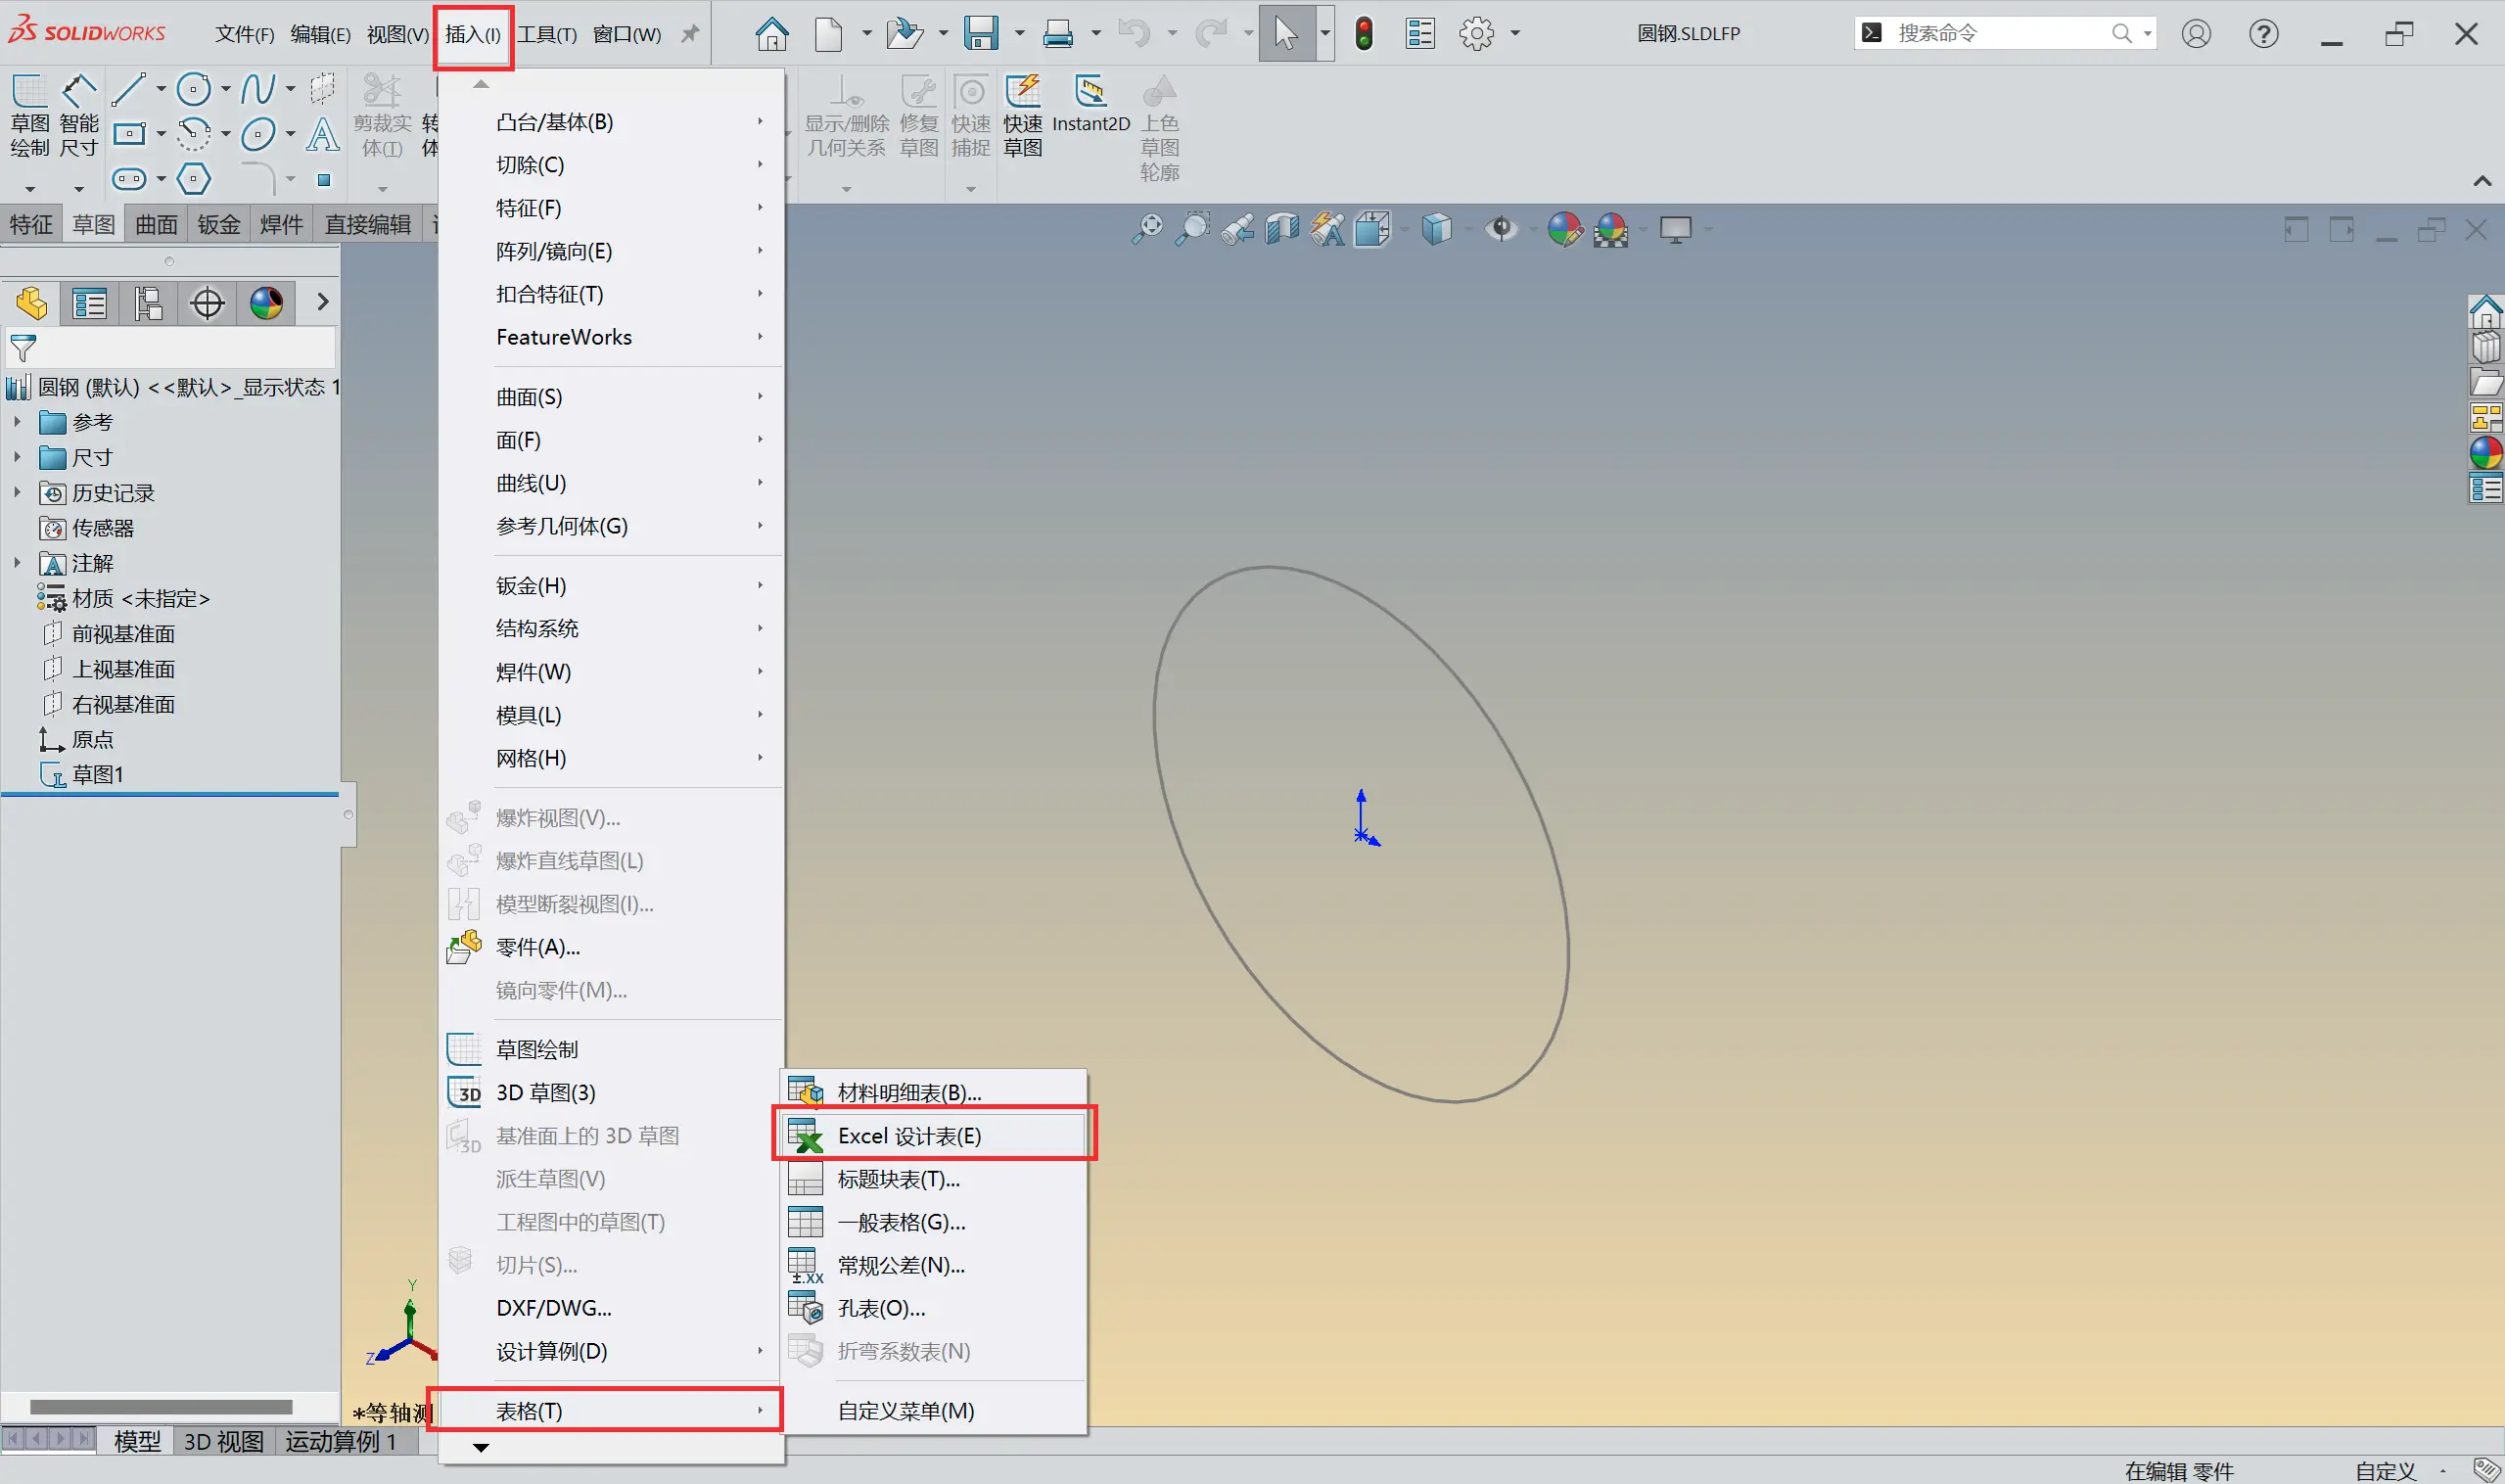 SOLIDWORKS
文件(F) 编辑(E) 视图(V) 插入(I) 工具(T) 窗口(W)
圆钢.SLDLFP
搜索命令
草图绘制
智能尺寸
剪裁实体(T)
显示/删除几何关系
修复草图
快速捕捉
快速草图
Instant2D
上色草图轮廓
特征 草图 曲面 钣金 焊件 直接编辑
圆钢 (默认) <<默认>_显示状态 1
参考
尺寸
历史记录
传感器
注解
材质 <未指定>
前视基准面
上视基准面
右视基准面
原点
草图1
凸台/基体(B)
切除(C)
特征(F)
阵列/镜向(E)
扣合特征(T)
FeatureWorks
曲面(S)
面(F)
曲线(U)
参考几何体(G)
钣金(H)
结构系统
焊件(W)
模具(L)
网格(H)
爆炸视图(V)...
爆炸直线草图(L)
模型断裂视图(I)...
零件(A)...
镜向零件(M)...
草图绘制
3D 草图(3)
基准面上的 3D 草图
派生草图(V)
工程图中的草图(T)
切片(S)...
DXF/DWG...
设计算例(D)
表格(T)
材料明细表(B)...
Excel 设计表(E)
标题块表(T)...
一般表格(G)...
常规公差(N)...
孔表(O)...
折弯系数表(N)
自定义菜单(M)
Y
Z
*等轴测
模型 3D 视图 运动算例 1
在编辑 零件
自定义